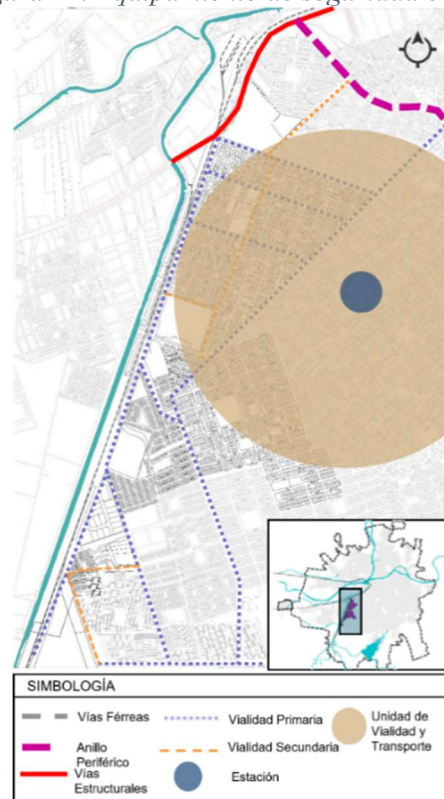 SIMBOLOGÍA
Vías Férreas
Anillo
Periférico
Vías
Estructurales
Vialidad Primaria
Vialidad Secundaria
Estación
Unidad de
Vialidad y
Transporte